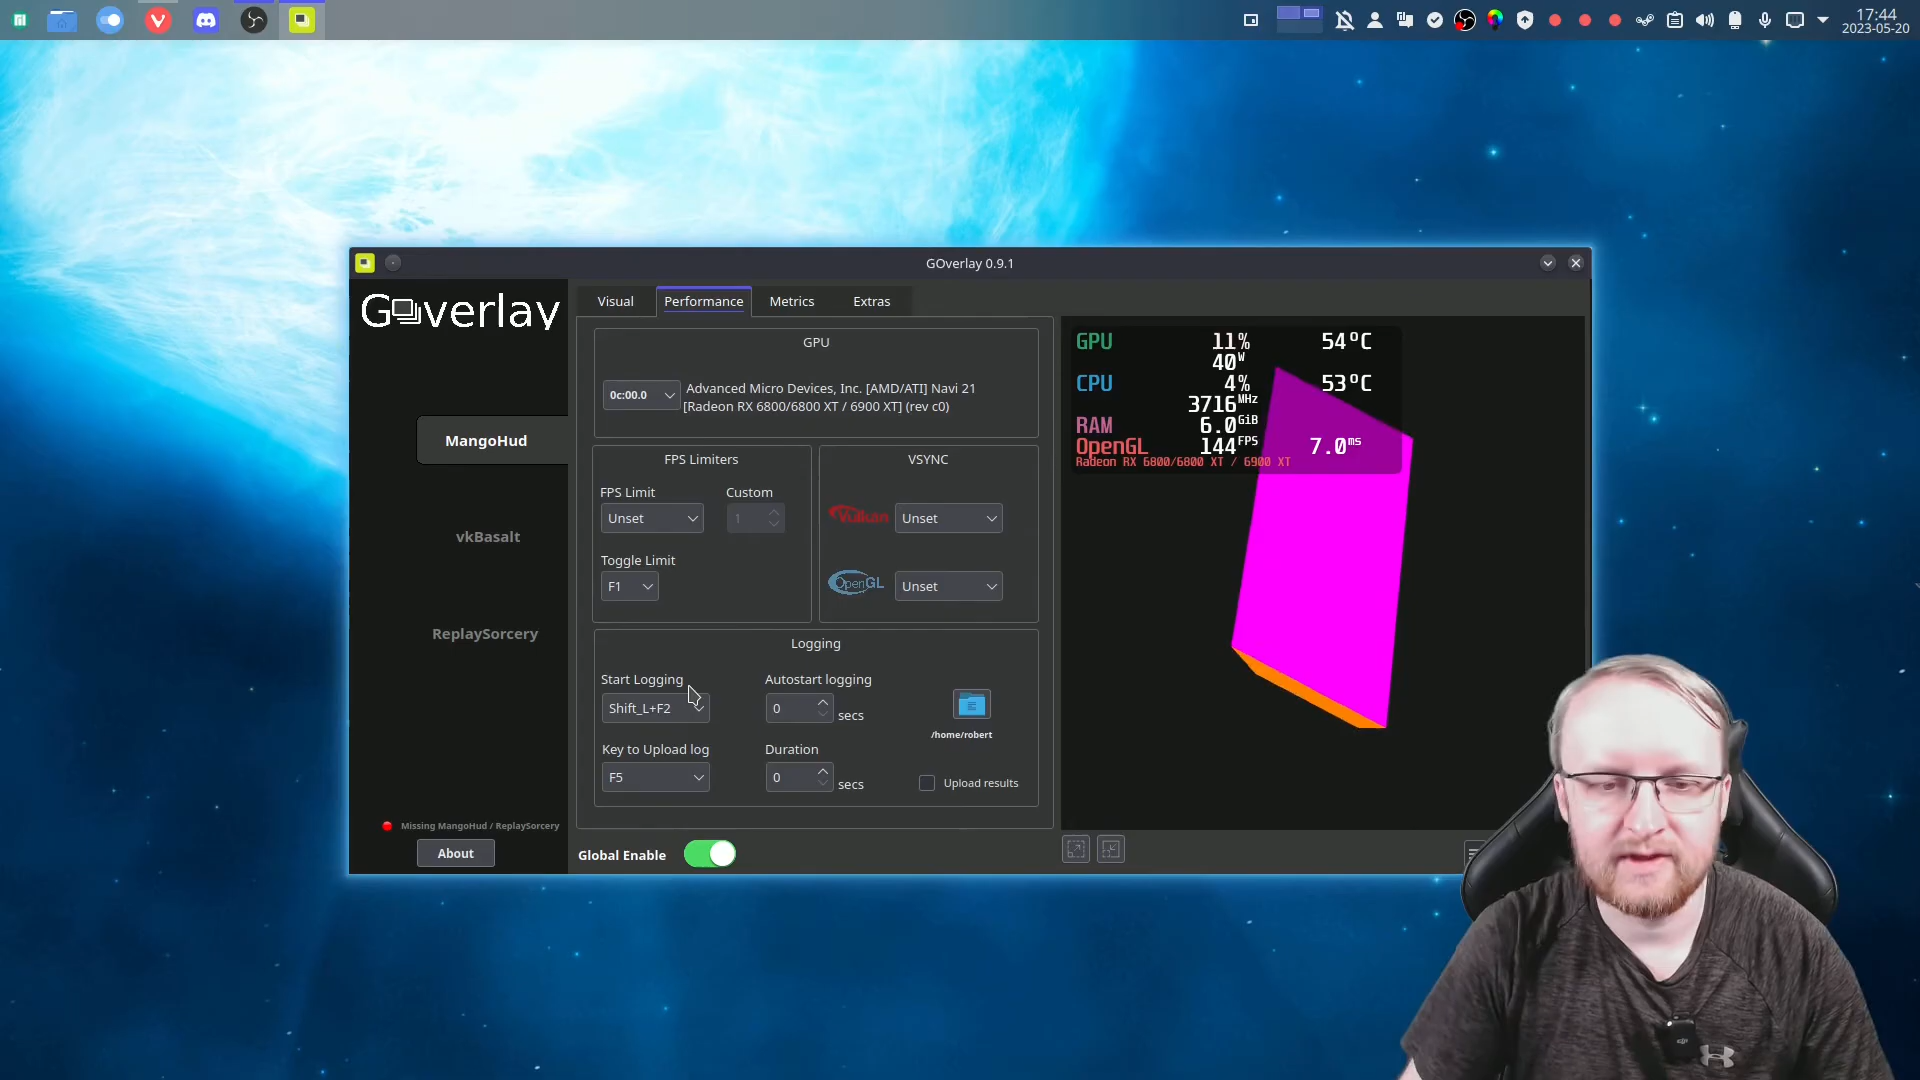 17:44
2023-05-20
GOverlay 0.9.1
Goverlay
Visual
Performance
Metrics
Extras
MangoHud
vkBasalt
ReplaySorcery
Missing MangoHud / ReplaySorcery
About
GPU
0c:00.0
Advanced Micro Devices, Inc. [AMD/ATI] Navi 21
[Radeon RX 6800/6800 XT / 6900 XT] (rev c0)
FPS Limiters
FPS Limit
Custom
Unset
1
Toggle Limit
F1
VSYNC
Vulkan
Unset
OpenGL
Unset
Logging
Start Logging
Autostart logging
Shift_L+F2
0
secs
/home/robert
Key to Upload log
Duration
F5
0
secs
Upload results
Global Enable
GPU 11% 54°C
40W
CPU 4% 53°C
3716MHz
RAM 6.0GiB
OpenGL 144FPS 7.0ms
Radeon RX 6800/6800 XT / 6900 XT